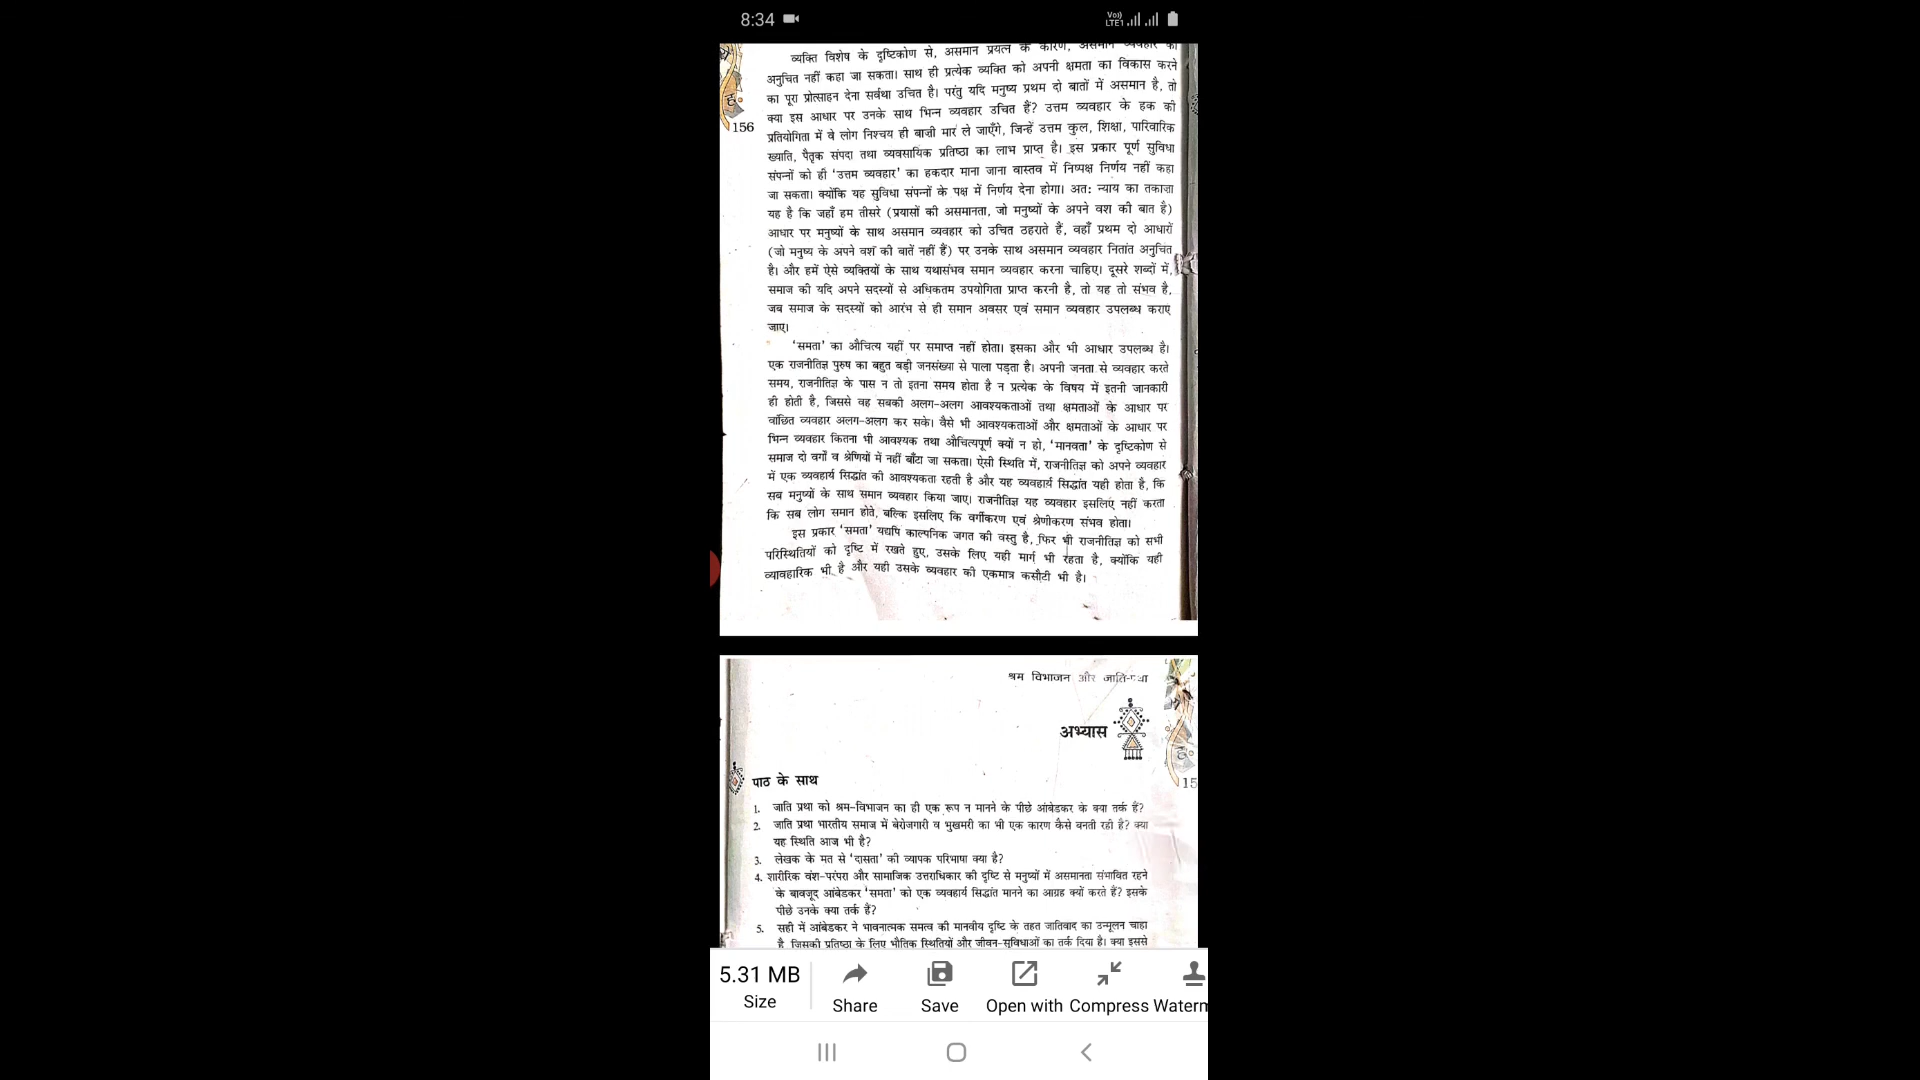 8:34
Vo) LTE1
व्यक्ति विशेष के दृष्टिकोण से, असमान प्रयत्न के कारण, असमान व्यवहार को
अनुचित नहीं कहा जा सकता। साथ ही प्रत्येक व्यक्ति को अपनी क्षमता का विकास करने
का पूरा प्रोत्साहन देना सर्वथा उचित है। परंतु यदि मनुष्य प्रथम दो बातों में असमान है, तो
क्या इस आधार पर उनके साथ भिन्न व्यवहार उचित हैं? उत्तम व्यवहार के हक की
156
प्रतियोगिता में वे लोग निश्चय ही बाजी मार ले जाएँगे, जिन्हें उत्तम कुल, शिक्षा, पारिवारिक
ख्याति, पैतृक संपदा तथा व्यवसायिक प्रतिष्ठा का लाभ प्राप्त है। इस प्रकार पूर्ण सुविधा
संपन्नों को ही 'उत्तम व्यवहार' का हकदार माना जाना वास्तव में निष्पक्ष निर्णय नहीं कहा
जा सकता। क्योंकि यह सुविधा संपन्नों के पक्ष में निर्णय देना होगा। अत: न्याय का तकाजा
यह है कि जहाँ हम तीसरे (प्रयासों की असमानता, जो मनुष्यों के अपने वश की बात है)
आधार पर मनुष्यों के साथ असमान व्यवहार को उचित ठहराते हैं, वहाँ प्रथम दो आधारों
(जो मनुष्य के अपने वश की बातें नहीं हैं) पर उनके साथ असमान व्यवहार नितांत अनुचित
है। और हमें ऐसे व्यक्तियों के साथ यथासंभव समान व्यवहार करना चाहिए। दूसरे शब्दों में,
समाज की यदि अपने सदस्यों से अधिकतम उपयोगिता प्राप्त करनी है, तो यह तो संभव है,
जब समाज के सदस्यों को आरंभ से ही समान अवसर एवं समान व्यवहार उपलब्ध कराए
जाए।
'समता' का औचित्य यहीं पर समाप्त नहीं होता। इसका और भी आधार उपलब्ध है।
एक राजनीतिज्ञ पुरुष का बहुत बड़ी जनसंख्या से पाला पड़ता है। अपनी जनता से व्यवहार करते
समय, राजनीतिज्ञ के पास न तो इतना समय होता है न प्रत्येक के विषय में इतनी जानकारी
ही होती है, जिससे वह सबकी अलग-अलग आवश्यकताओं तथा क्षमताओं के आधार पर
वांछित व्यवहार अलग-अलग कर सके। वैसे भी आवश्यकताओं और क्षमताओं के आधार पर
भिन्न व्यवहार कितना भी आवश्यक तथा औचित्यपूर्ण क्यों न हो, 'मानवता' के दृष्टिकोण से
समाज दो वर्गों व श्रेणियों में नहीं बाँटा जा सकता। ऐसी स्थिति में, राजनीतिज्ञ को अपने व्यवहार
में एक व्यवहार्य सिद्धांत की आवश्यकता रहती है और यह व्यवहार्य सिद्धांत यही होता है, कि
सब मनुष्यों के साथ समान व्यवहार किया जाए। राजनीतिज्ञ यह व्यवहार इसलिए नहीं करता
कि सब लोग समान होते, बल्कि इसलिए कि वर्गीकरण एवं श्रेणीकरण संभव होता।
इस प्रकार 'समता' यद्यपि काल्पनिक जगत की वस्तु है, फिर भी राजनीतिज्ञ को सभी
परिस्थितियों को दृष्टि में रखते हुए, उसके लिए यही मार्ग भी रहता है, क्योंकि यही
व्यावहारिक भी है और यही उसके व्यवहार की एकमात्र कसौटी भी है।
श्रम विभाजन और जाति-प्रथा
अभ्यास
15
पाठ के साथ
1. जाति प्रथा को श्रम-विभाजन का ही एक रूप न मानने के पीछे आंबेडकर के क्या तर्क हैं?
2. जाति प्रथा भारतीय समाज में बेरोजगारी व भुखमरी का भी एक कारण कैसे बनती रही है? क्या
यह स्थिति आज भी है?
3. लेखक के मत से 'दासता' की व्यापक परिभाषा क्या है?
4. शारीरिक वंश-परंपरा और सामाजिक उत्तराधिकार की दृष्टि से मनुष्यों में असमानता संभावित रहने
के बावजूद आंबेडकर 'समता' को एक व्यवहार्य सिद्धांत मानने का आग्रह क्यों करते हैं? इसके
पीछे उनके क्या तर्क हैं?
5. सही में आंबेडकर ने भावनात्मक समत्व की मानवीय दृष्टि के तहत जातिवाद का उन्मूलन चाहा
है, जिसकी प्रतिष्ठा के लिए भौतिक स्थितियों और जीवन-सुविधाओं का तर्क दिया है। क्या इससे
5.31 MB
Size
Share
Save
Open with
Compress
Waterm